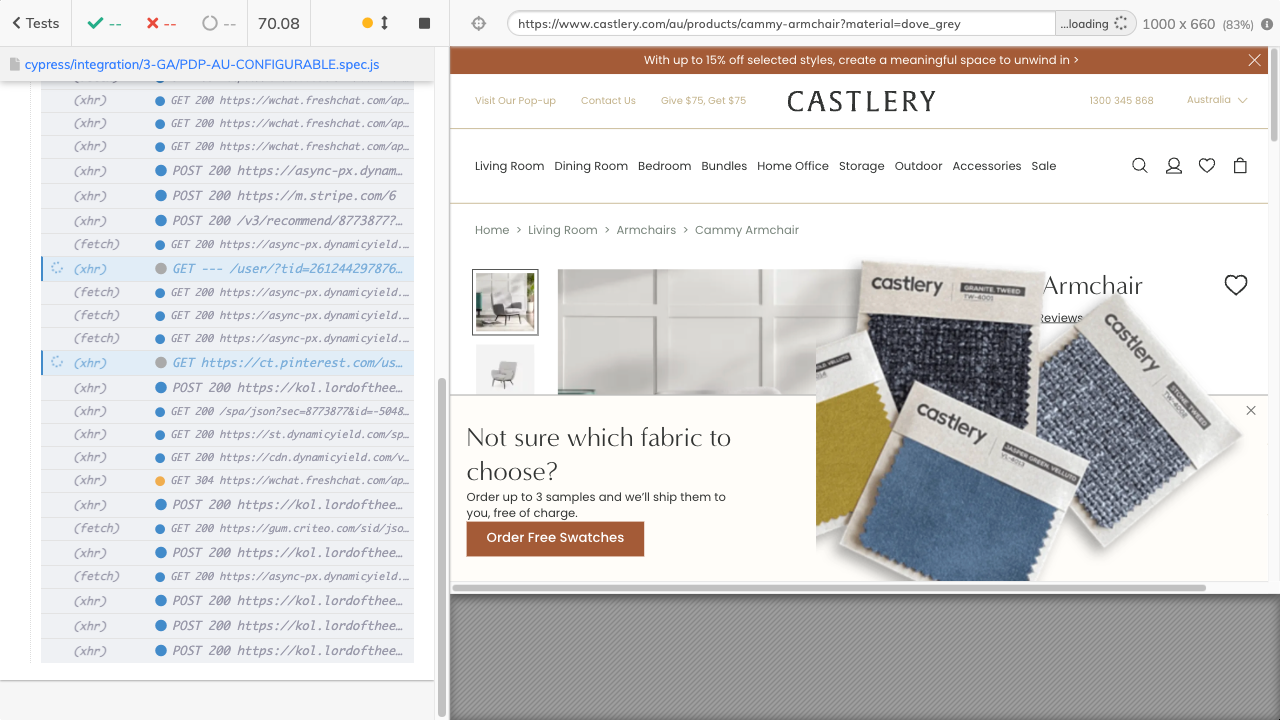 Tests
--
--
--
70.08
https://www.castlery.com/au/products/cammy-armchair?material=dove_grey
...loading
1000 x 660 (83%)
cypress/integration/3-GA/PDP-AU-CONFIGURABLE.spec.js
(xhr) GET 200 https://wchat.freshchat.com/ap...
(xhr) GET 200 https://wchat.freshchat.com/ap...
(xhr) GET 200 https://wchat.freshchat.com/ap...
(xhr) POST 200 https://async-px.dynam...
(xhr) POST 200 https://m.stripe.com/6
(xhr) POST 200 /v3/recommend/8773877?...
(fetch) GET 200 https://async-px.dynamicyield....
(xhr) GET --- /user/?tid=261244297876...
(fetch) GET 200 https://async-px.dynamicyield....
(fetch) GET 200 https://async-px.dynamicyield....
(fetch) GET 200 https://async-px.dynamicyield....
(xhr) GET https://ct.pinterest.com/us...
(xhr) POST 200 https://kol.lordofthee...
(xhr) GET 200 /spa/json?sec=8773877&id=-5048...
(xhr) GET 200 https://st.dynamicyield.com/sp...
(xhr) GET 200 https://cdn.dynamicyield.com/v...
(xhr) GET 304 https://wchat.freshchat.com/ap...
(xhr) POST 200 https://kol.lordofthee...
(fetch) GET 200 https://gum.criteo.com/sid/jso...
(xhr) POST 200 https://kol.lordofthee...
(fetch) GET 200 https://async-px.dynamicyield....
(xhr) POST 200 https://kol.lordofthee...
(xhr) POST 200 https://kol.lordofthee...
(xhr) POST 200 https://kol.lordofthee...
With up to 15% off selected styles, create a meaningful space to unwind in >
Visit Our Pop-up
Contact Us
Give $75, Get $75
CASTLERY
1300 345 868
Australia
Living Room Dining Room Bedroom Bundles Home Office Storage Outdoor Accessories Sale
Home > Living Room > Armchairs > Cammy Armchair
Armchair
Reviews
castlery
GRANITE, TWEED
TW-4001
castlery
castlery
Not sure which fabric to
choose?
Order up to 3 samples and we'll ship them to
you, free of charge.
Order Free Swatches